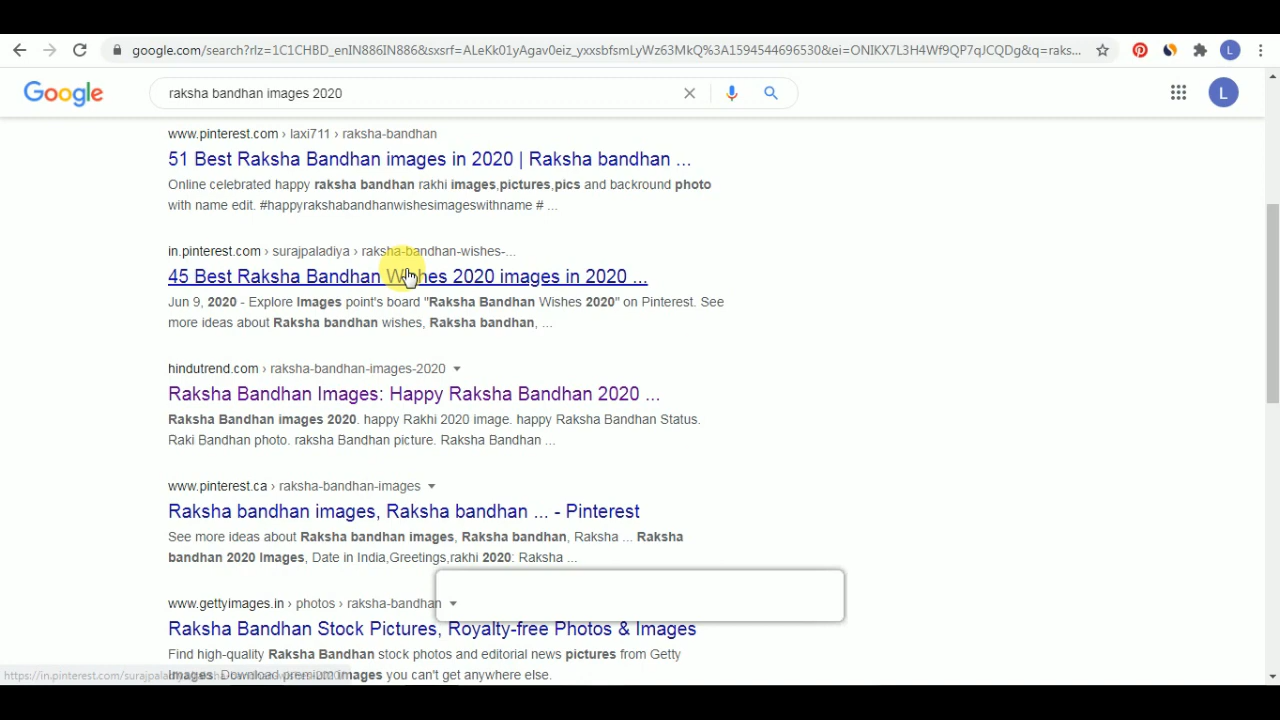 google.com/search?rlz=1C1CHBD_enIN886IN886&sxsrf=ALeKk01yAgav0eiz_yxxsbfsmLyWz63MkQ%3A1594544696530&ei=ONIKX7L3H4Wf9QP7qJCQDg&q=raks...
L
Google
raksha bandhan images 2020
L
www.pinterest.com › laxi711 › raksha-bandhan
51 Best Raksha Bandhan images in 2020 | Raksha bandhan ...
Online celebrated happy raksha bandhan rakhi images,pictures,pics and backround photo
with name edit. #happyrakshabandhanwishesimageswithname # ...
in.pinterest.com › surajpaladiya › raksha-bandhan-wishes-...
45 Best Raksha Bandhan Wishes 2020 images in 2020 ...
Jun 9, 2020 - Explore Images point's board "Raksha Bandhan Wishes 2020" on Pinterest. See
more ideas about Raksha bandhan wishes, Raksha bandhan, ...
hindutrend.com › raksha-bandhan-images-2020
Raksha Bandhan Images: Happy Raksha Bandhan 2020 ...
Raksha Bandhan images 2020. happy Rakhi 2020 image. happy Raksha Bandhan Status.
Raki Bandhan photo. raksha Bandhan picture. Raksha Bandhan ...
www.pinterest.ca › raksha-bandhan-images
Raksha bandhan images, Raksha bandhan ... - Pinterest
See more ideas about Raksha bandhan images, Raksha bandhan, Raksha ... Raksha
bandhan 2020 Images, Date in India,Greetings,rakhi 2020: Raksha ...
www.gettyimages.in › photos › raksha-bandhan
Raksha Bandhan Stock Pictures, Royalty-free Photos & Images
Find high-quality Raksha Bandhan stock photos and editorial news pictures from Getty
Images. Download premium images you can't get anywhere else.